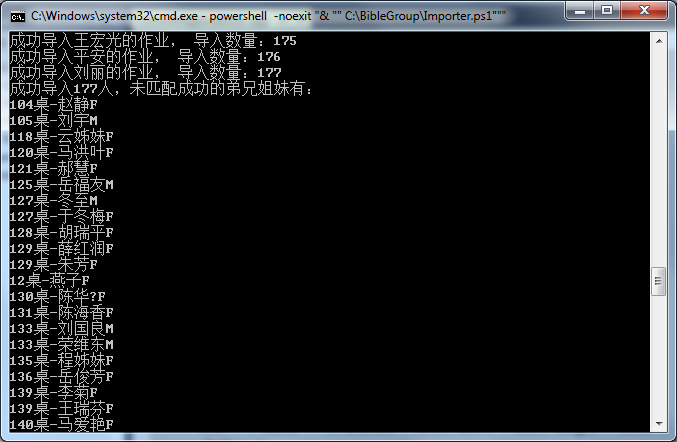 C:\Windows\system32\cmd.exe - powershell  -noexit "& "" C:\BibleGroup\Importer.ps1"""
成功导入王宏光的作业， 导入数量：175
成功导入平安的作业， 导入数量：176
成功导入刘丽的作业， 导入数量：177
成功导入177人，未匹配成功的弟兄姐妹有：
104桌-赵静F
105桌-刘宇M
118桌-云姊妹F
120桌-马洪叶F
121桌-郝慧F
125桌-岳福友M
127桌-冬至M
127桌-于冬梅F
128桌-胡瑞平F
129桌-薛红润F
129桌-朱芳F
12桌-燕子F
130桌-陈华?F
131桌-陈海香F
133桌-刘国良M
133桌-荣维东M
135桌-程姊妹F
136桌-岳俊芳F
139桌-李菊F
139桌-王瑞芬F
140桌-马爱艳F